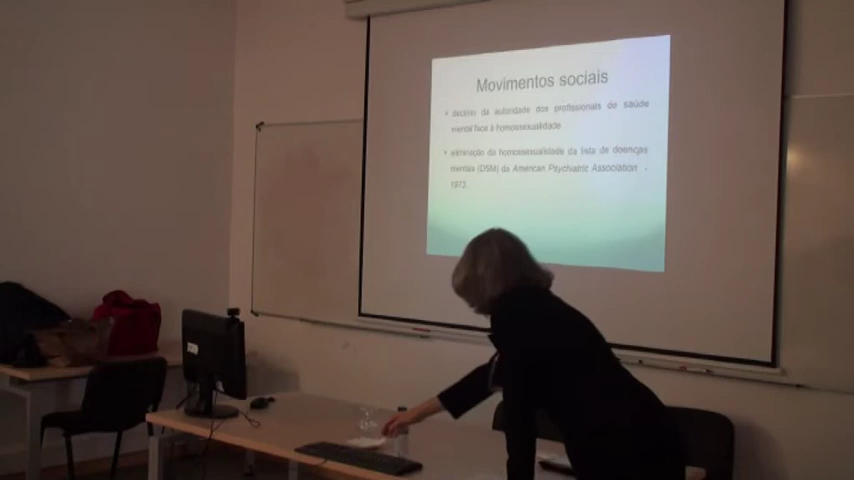 Movimentos sociais
• declínio da autoridade dos profissionais de saúde
mental face à homossexualidade
• eliminação da homossexualidade da lista de doenças
mentais (DSM) da American Psychiatric Association -
1973.